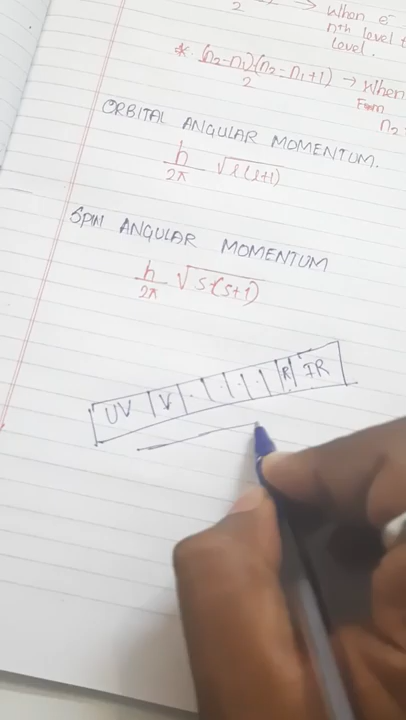 2 → When e⁻
nth level t
level.
* (n₂-n₁)(n₂-n₁+1) → When
2 From
n₂
ORBITAL ANGULAR MOMENTUM.
h/2π √l(l+1)
SPIN ANGULAR MOMENTUM
h/2π √s(s+1)
UV V R IR